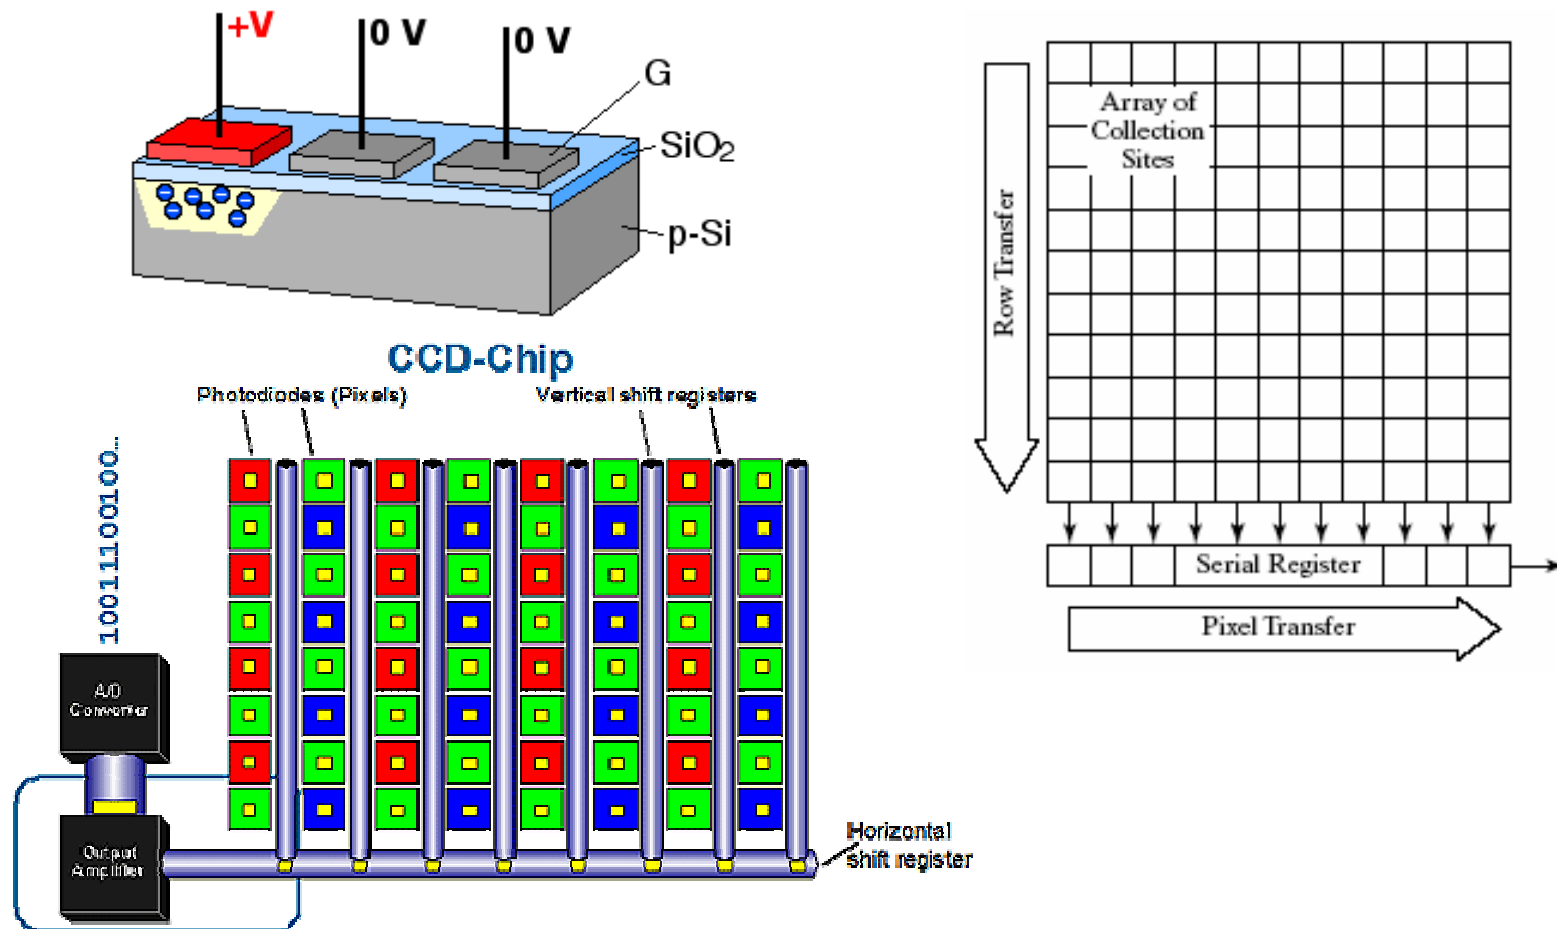 +V
0 V
0 V
G
SiO2
p-Si
CCD-Chip
Photodiodes (Pixels)
Vertical shift registers
100111100100...
A/D
Converter
Output
Amplifier
Horizontal
shift register
Array of
Collection
Sites
Row Transfer
Serial Register
Pixel Transfer